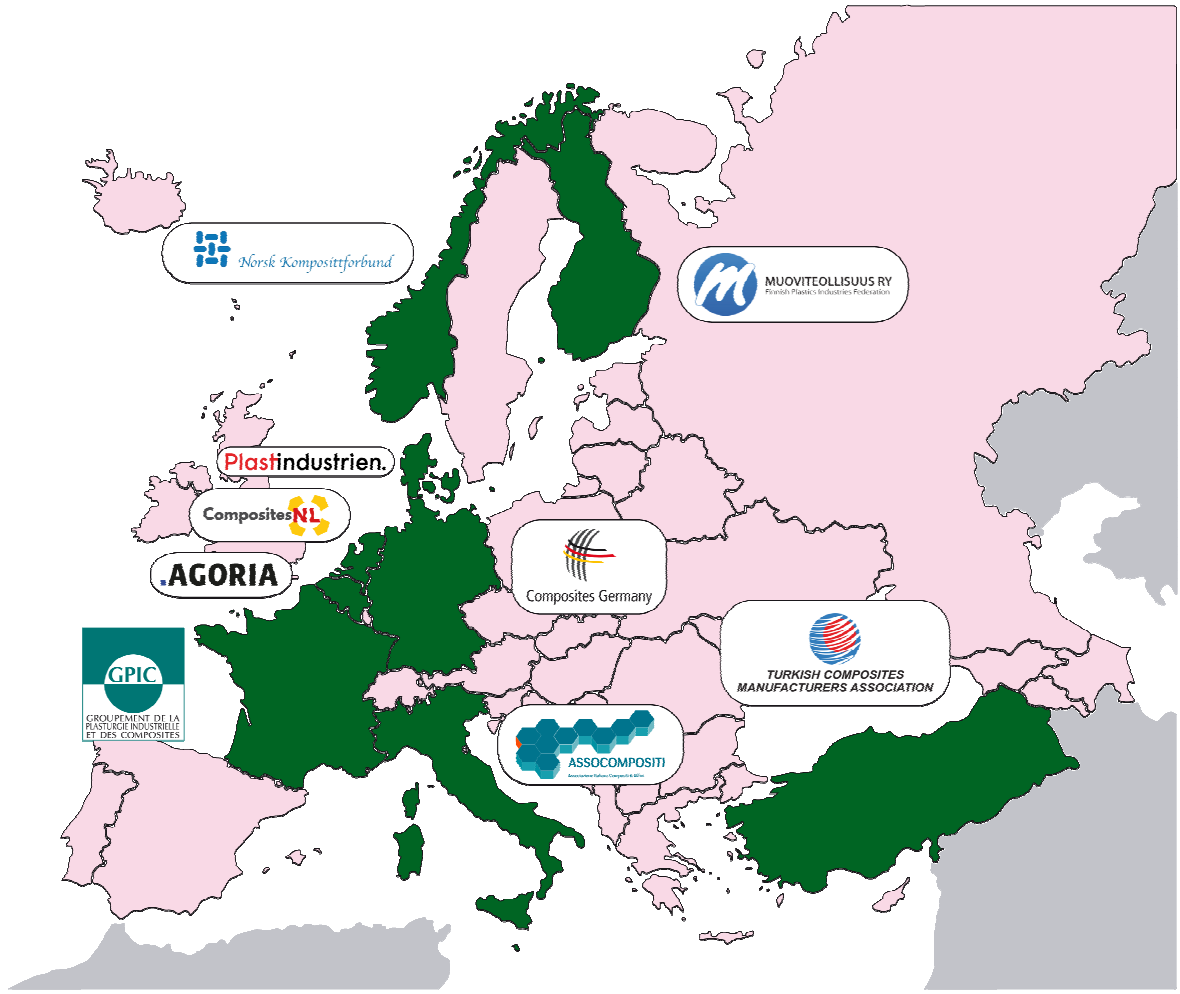 Norsk Komposittforbund
MUOVITEOLLISUUS RY
Finnish Plastics Industries Federation
Plastindustrien.
CompositesNL
.AGORIA
Composites Germany
GPIC
GROUPEMENT DE LA
PLASTURGIE INDUSTRIELLE
ET DES COMPOSITES
TURKISH COMPOSITES
MANUFACTURERS ASSOCIATION
ASSOCOMPOSITI